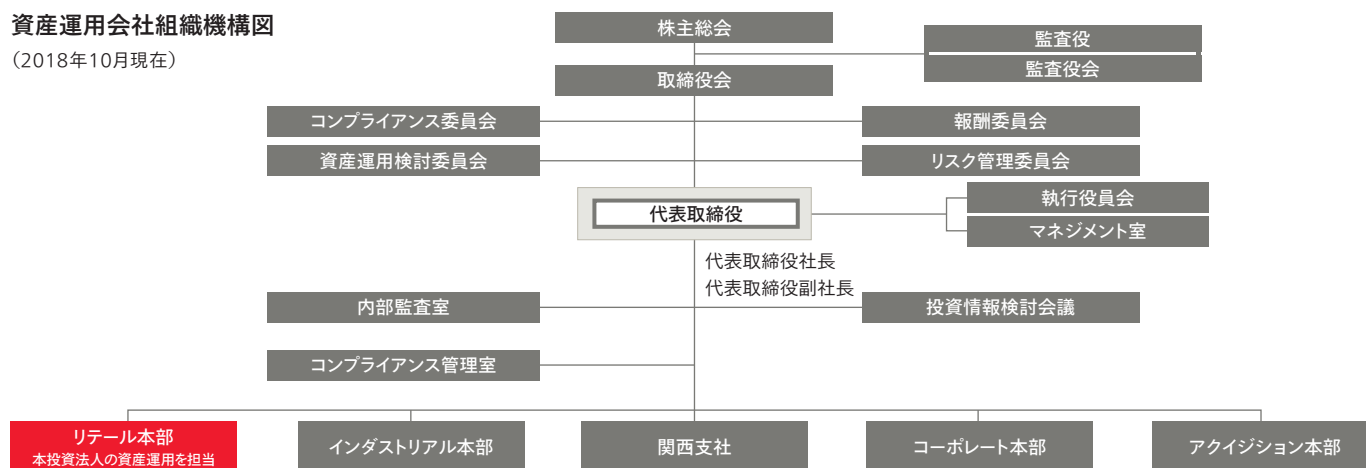 資産運用会社組織機構図
（2018年10月現在）
株主総会
監査役
監査役会
取締役会
コンプライアンス委員会
報酬委員会
資産運用検討委員会
リスク管理委員会
代表取締役
執行役員会
マネジメント室
代表取締役社長
代表取締役副社長
内部監査室
投資情報検討会議
コンプライアンス管理室
リテール本部
本投資法人の資産運用を担当
インダストリアル本部
関西支社
コーポレート本部
アクイジション本部